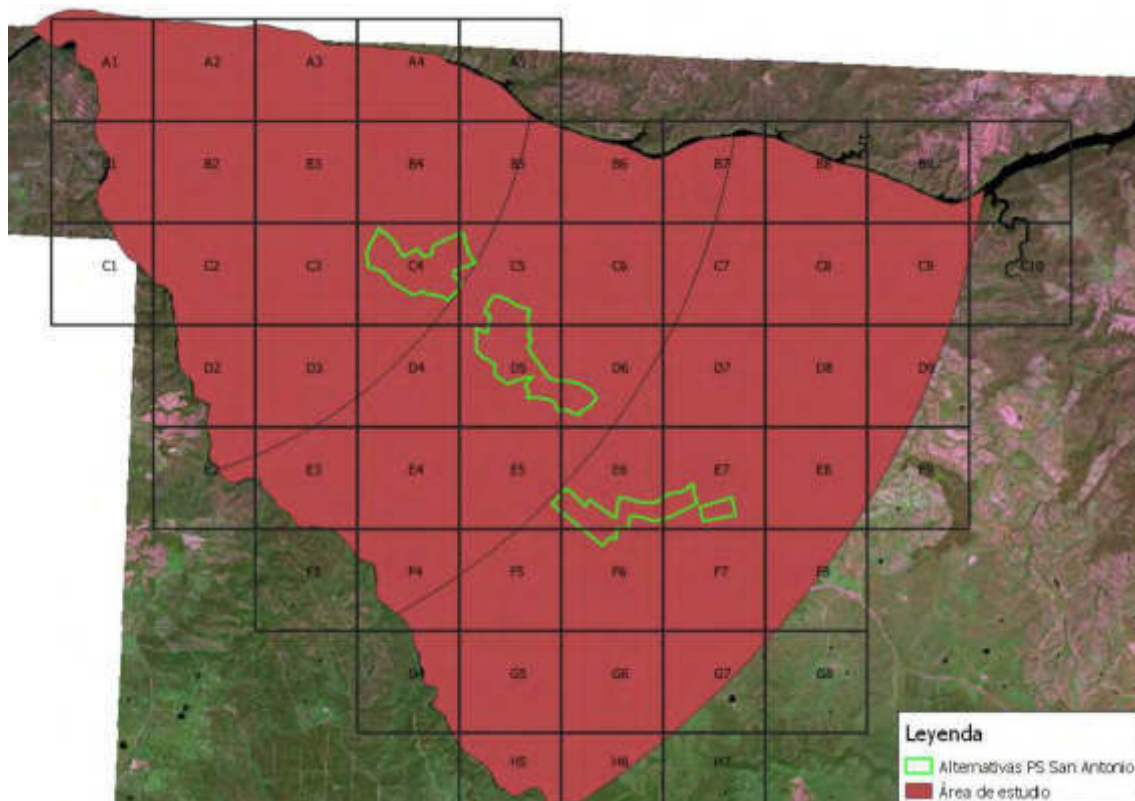 A1 A2 A3 A4 A5
B1 B2 B3 B4 B5 B6 B7 B8 B9
C1 C2 C3 C4 C5 C6 C7 C8 C9 C10
D2 D3 D4 D5 D6 D7 D8 D9
E2 E3 E4 E5 E6 E7 E8 E9
F3 F4 F5 F6 F7 F8
G4 G5 G6 G7 G8
H5 H6 H7
Leyenda
Alternativas PS San Antonio
Área de estudio